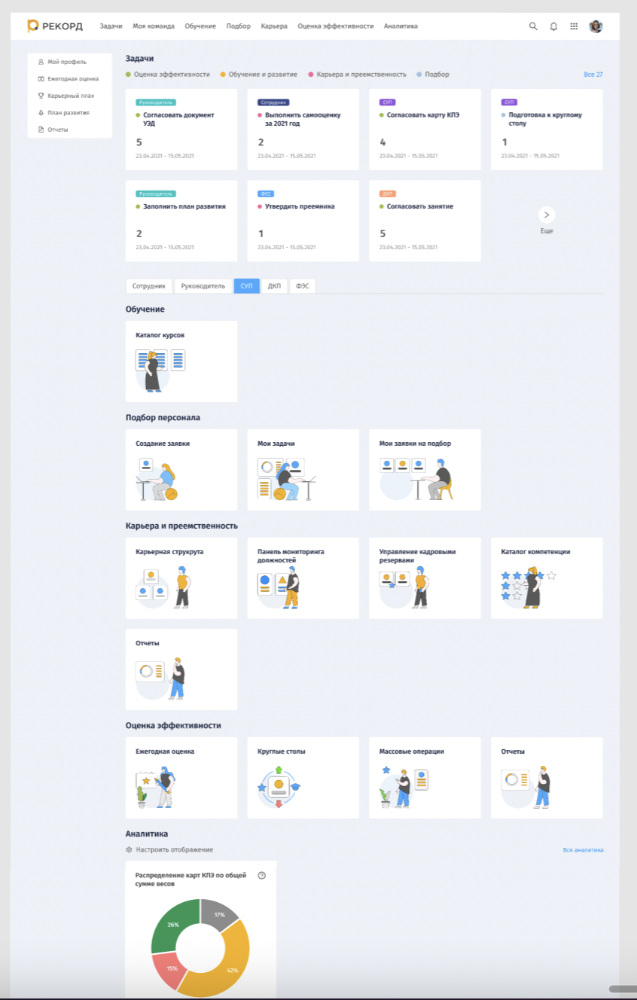 РЕКОРД
Задачи
Моя команда
Обучение
Подбор
Карьера
Оценка эффективности
Аналитика
Мой профиль
Ежегодная оценка
Карьерный план
План развития
Отчеты
Задачи
Оценка эффективности
Обучение и развитие
Карьера и преемственность
Подбор
Все 27
Руководитель
Согласовать документ
УЭД
5
23.04.2021 - 15.05.2021
Сотрудник
Выполнить самооценку
за 2021 год
2
23.04.2021 - 15.05.2021
СУП
Согласовать карту КПЭ
4
23.04.2021 - 15.05.2021
СУП
Подготовка к круглому
столу
1
23.04.2021 - 15.05.2021
Руководитель
Заполнить план развития
2
23.04.2021 - 15.05.2021
ФЕС
Утвердить преемника
1
23.04.2021 - 15.05.2021
ДКП
Согласовать занятие
5
23.04.2021 - 15.05.2021
Еще
Сотрудник
Руководитель
СУП
ДКП
ФЭС
Обучение
Каталог курсов
Подбор персонала
Создание заявки
Мои задачи
Мои заявки на подбор
Карьера и преемственность
Карьерная струкрута
Панель мониторинга
должностей
Управление кадровыми
резервами
Каталог компетенции
Отчеты
Оценка эффективности
Ежегодная оценка
Круглые столы
Массовые операции
Отчеты
Аналитика
Настроить отображение
Вся аналитика
Распределение карт КПЭ по общей
сумме весов
17%
26%
15%
42%